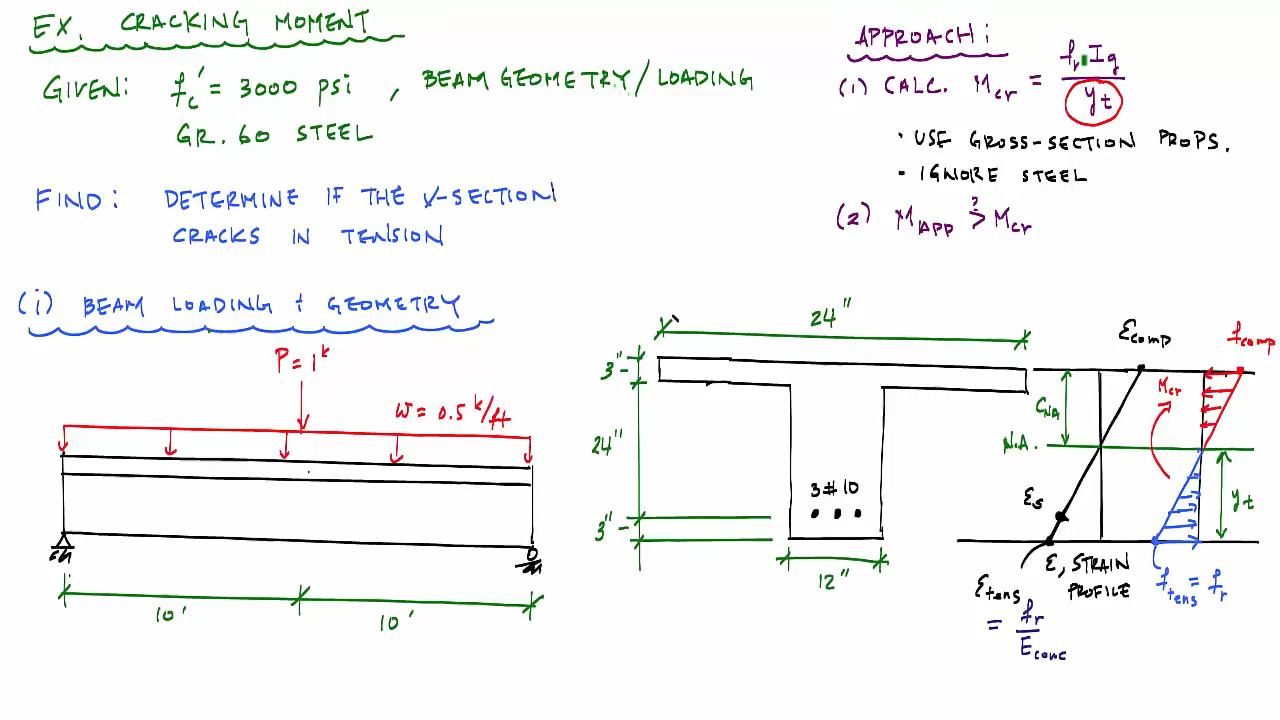 EX. CRACKING MOMENT
GIVEN: fc' = 3000 psi , BEAM GEOMETRY/LOADING
GR. 60 STEEL
FIND: DETERMINE IF THE X-SECTION
CRACKS IN TENSION
APPROACH:
(1) CALC. Mcr = fr Ig / yt
• USE GROSS-SECTION PROPS.
• IGNORE STEEL
(2) MAPP >? Mcr
(i) BEAM LOADING + GEOMETRY
P = 1k
w = 0.5 k/ft
10'
10'
24"
3"
24"
3"
3#10
12"
εcomp
fcomp
CNA
Mcr
N.A.
εs
yt
εtens
= fr / Econc
ε, STRAIN
PROFILE
ftens = fr